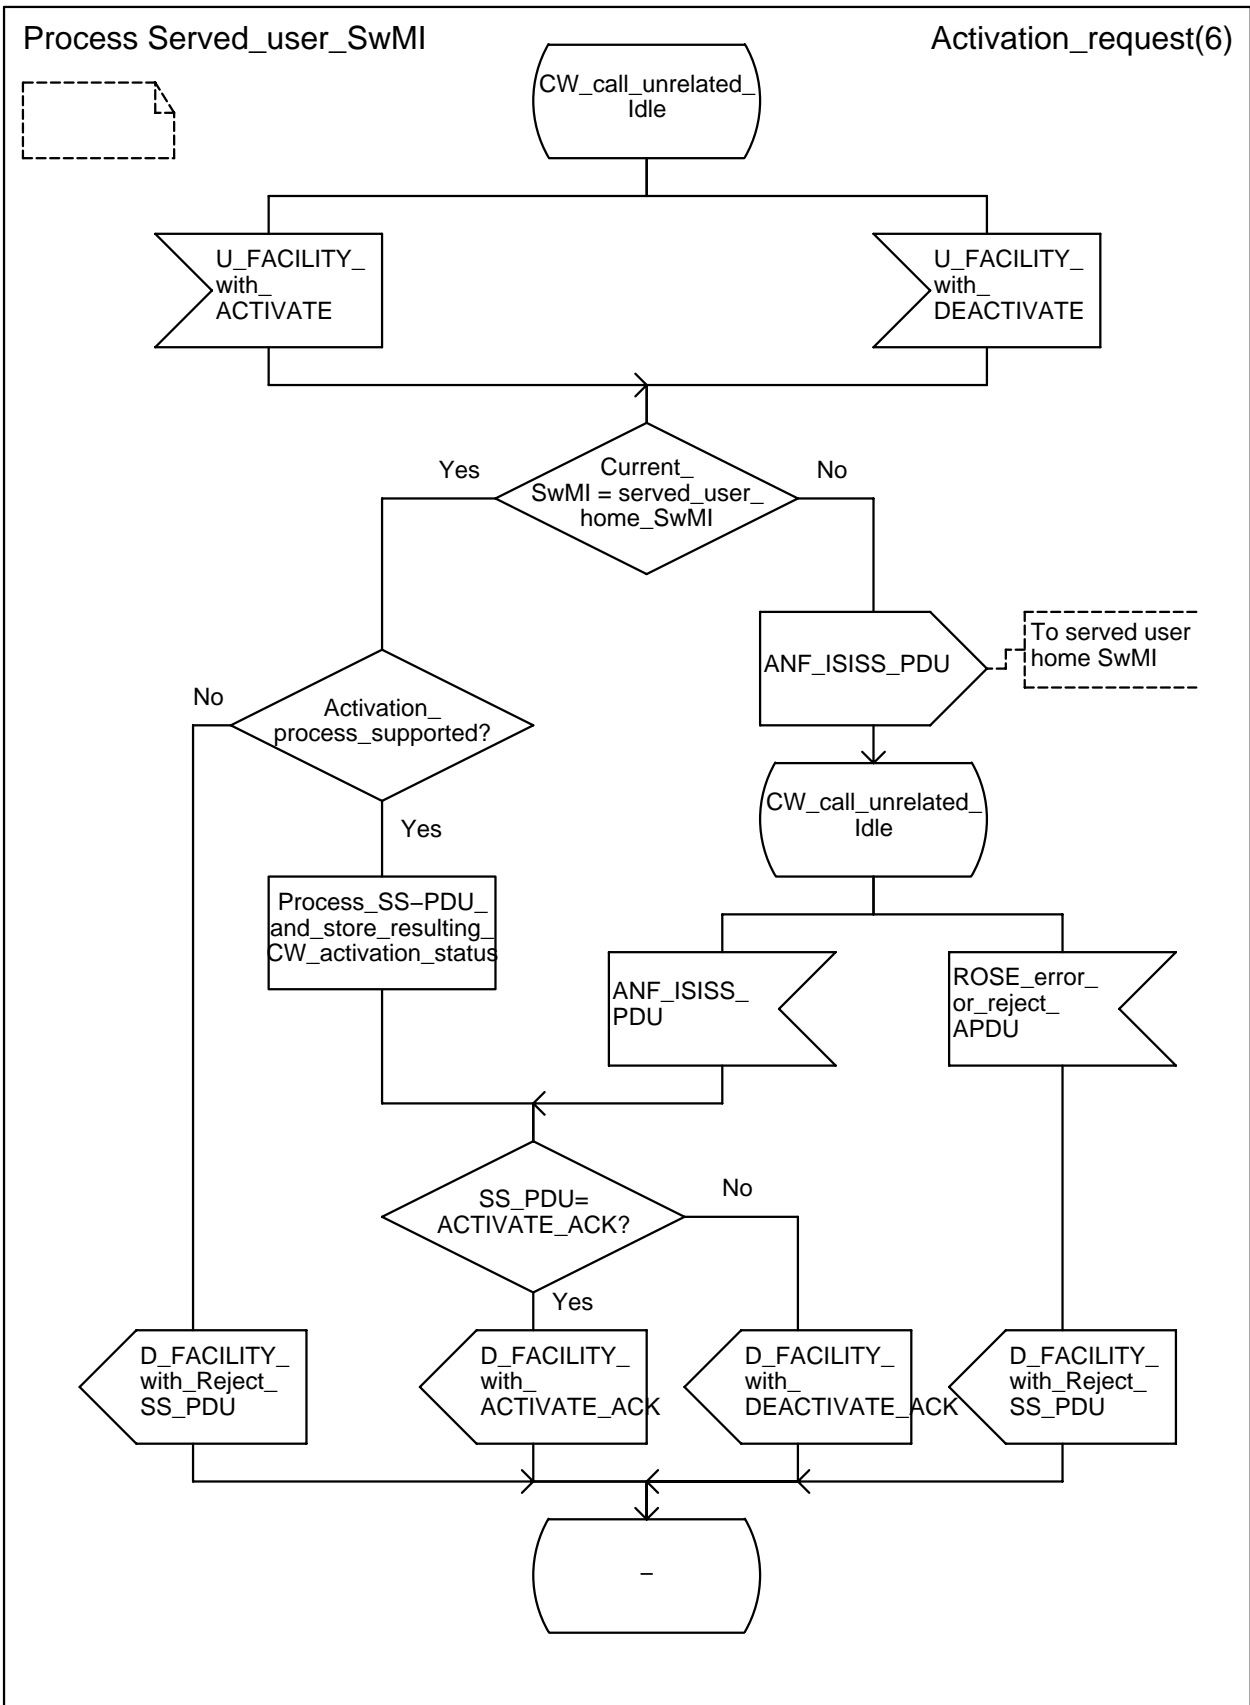 Process Served_user_SwMI
Activation_request(6)
CW_call_unrelated_
Idle
U_FACILITY_
with_
ACTIVATE
U_FACILITY_
with_
DEACTIVATE
Yes
Current_
SwMI = served_user_
home_SwMI
No
To served user
home SwMI
ANF_ISISS_PDU
No
Activation_
process_supported?
Yes
CW_call_unrelated_
Idle
Process_SS–PDU_
and_store_resulting_
CW_activation_status
ANF_ISISS_
PDU
ROSE_error_
or_reject_
APDU
SS_PDU=
ACTIVATE_ACK?
No
Yes
D_FACILITY_
with_Reject_
SS_PDU
D_FACILITY_
with_
ACTIVATE_ACK
D_FACILITY_
with_
DEACTIVATE_ACK
D_FACILITY_
with_Reject_
SS_PDU
–